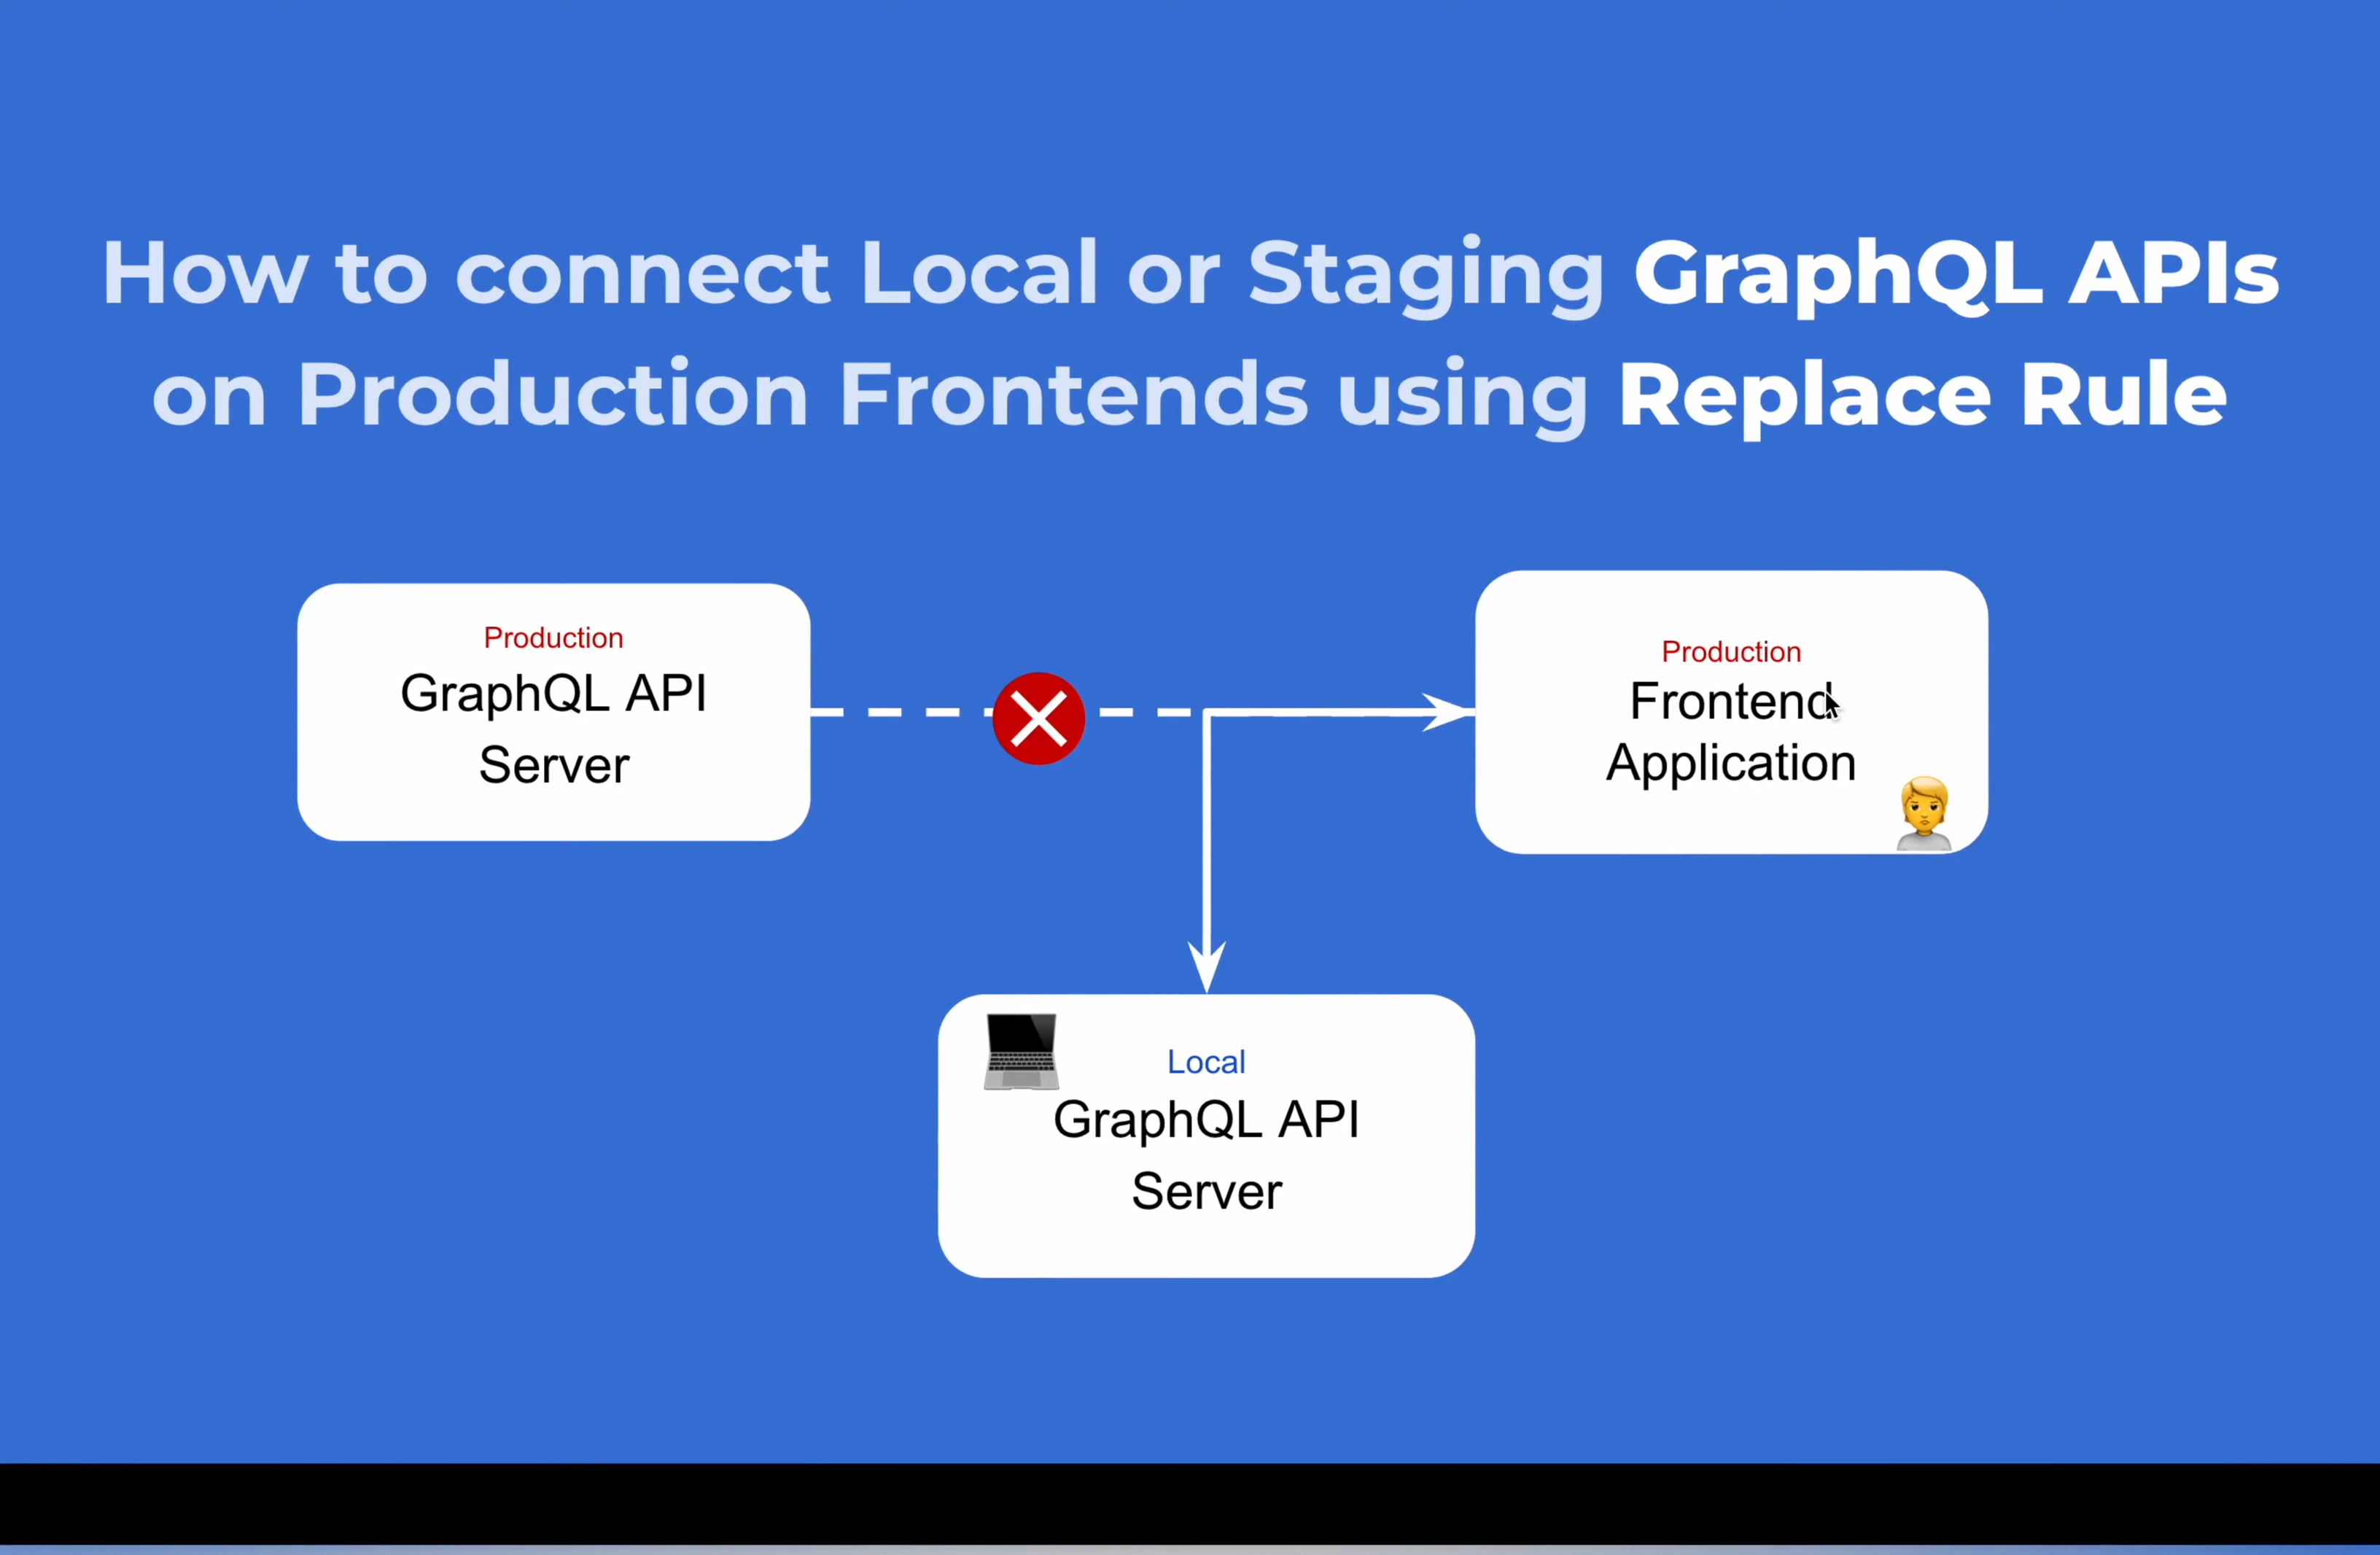 How to connect Local or Staging GraphQL APIs
on Production Frontends using Replace Rule
Production
GraphQL API
Server
Production
Frontend
Application
Local
GraphQL API
Server